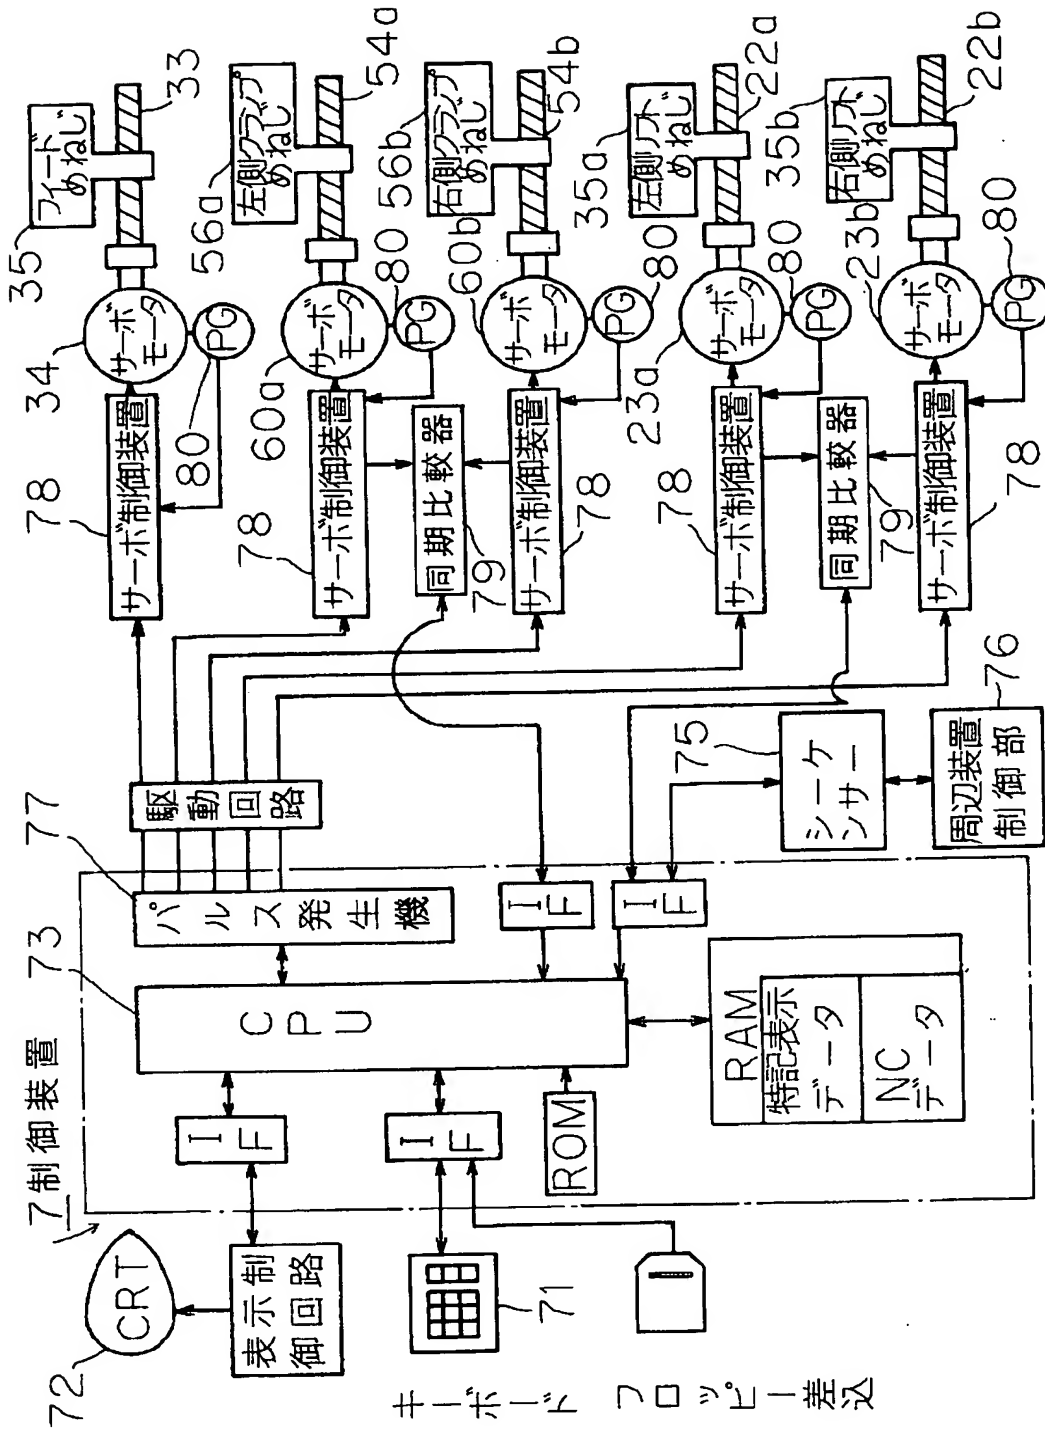 7制御装置
72
CRT
表示制
御回路
71
キーボード
フロッピー差込
IF
IF
ROM
73
CPU
RAM
特記表示
データ
NC
データ
77
パルス発生機
IF
IF
駆動回路
75
シーケ
ンサー
76
周辺装置
制御部
78
サーボ制御装置
34
サーボ
モータ
80
PG
35
フィード
めねじ
33
78
サーボ制御装置
60a
サーボ
モータ
80
PG
56a
左側クランプ
めねじ
54a
79
同期比較器
78
サーボ制御装置
60b
サーボ
モータ
80
PG
56b
右側クランプ
めねじ
54b
78
サーボ制御装置
23a
サーボ
モータ
80
PG
35a
左側リフト
めねじ
22a
79
同期比較器
78
サーボ制御装置
23b
サーボ
モータ
80
PG
35b
右側リフト
めねじ
22b